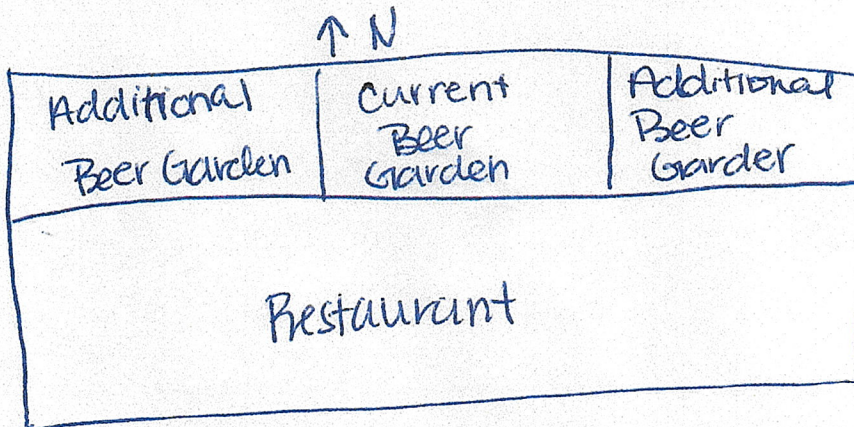 ↑ N
Additional
Beer Garden
Current
Beer
Garden
Additional
Beer
Garder
Restaurant